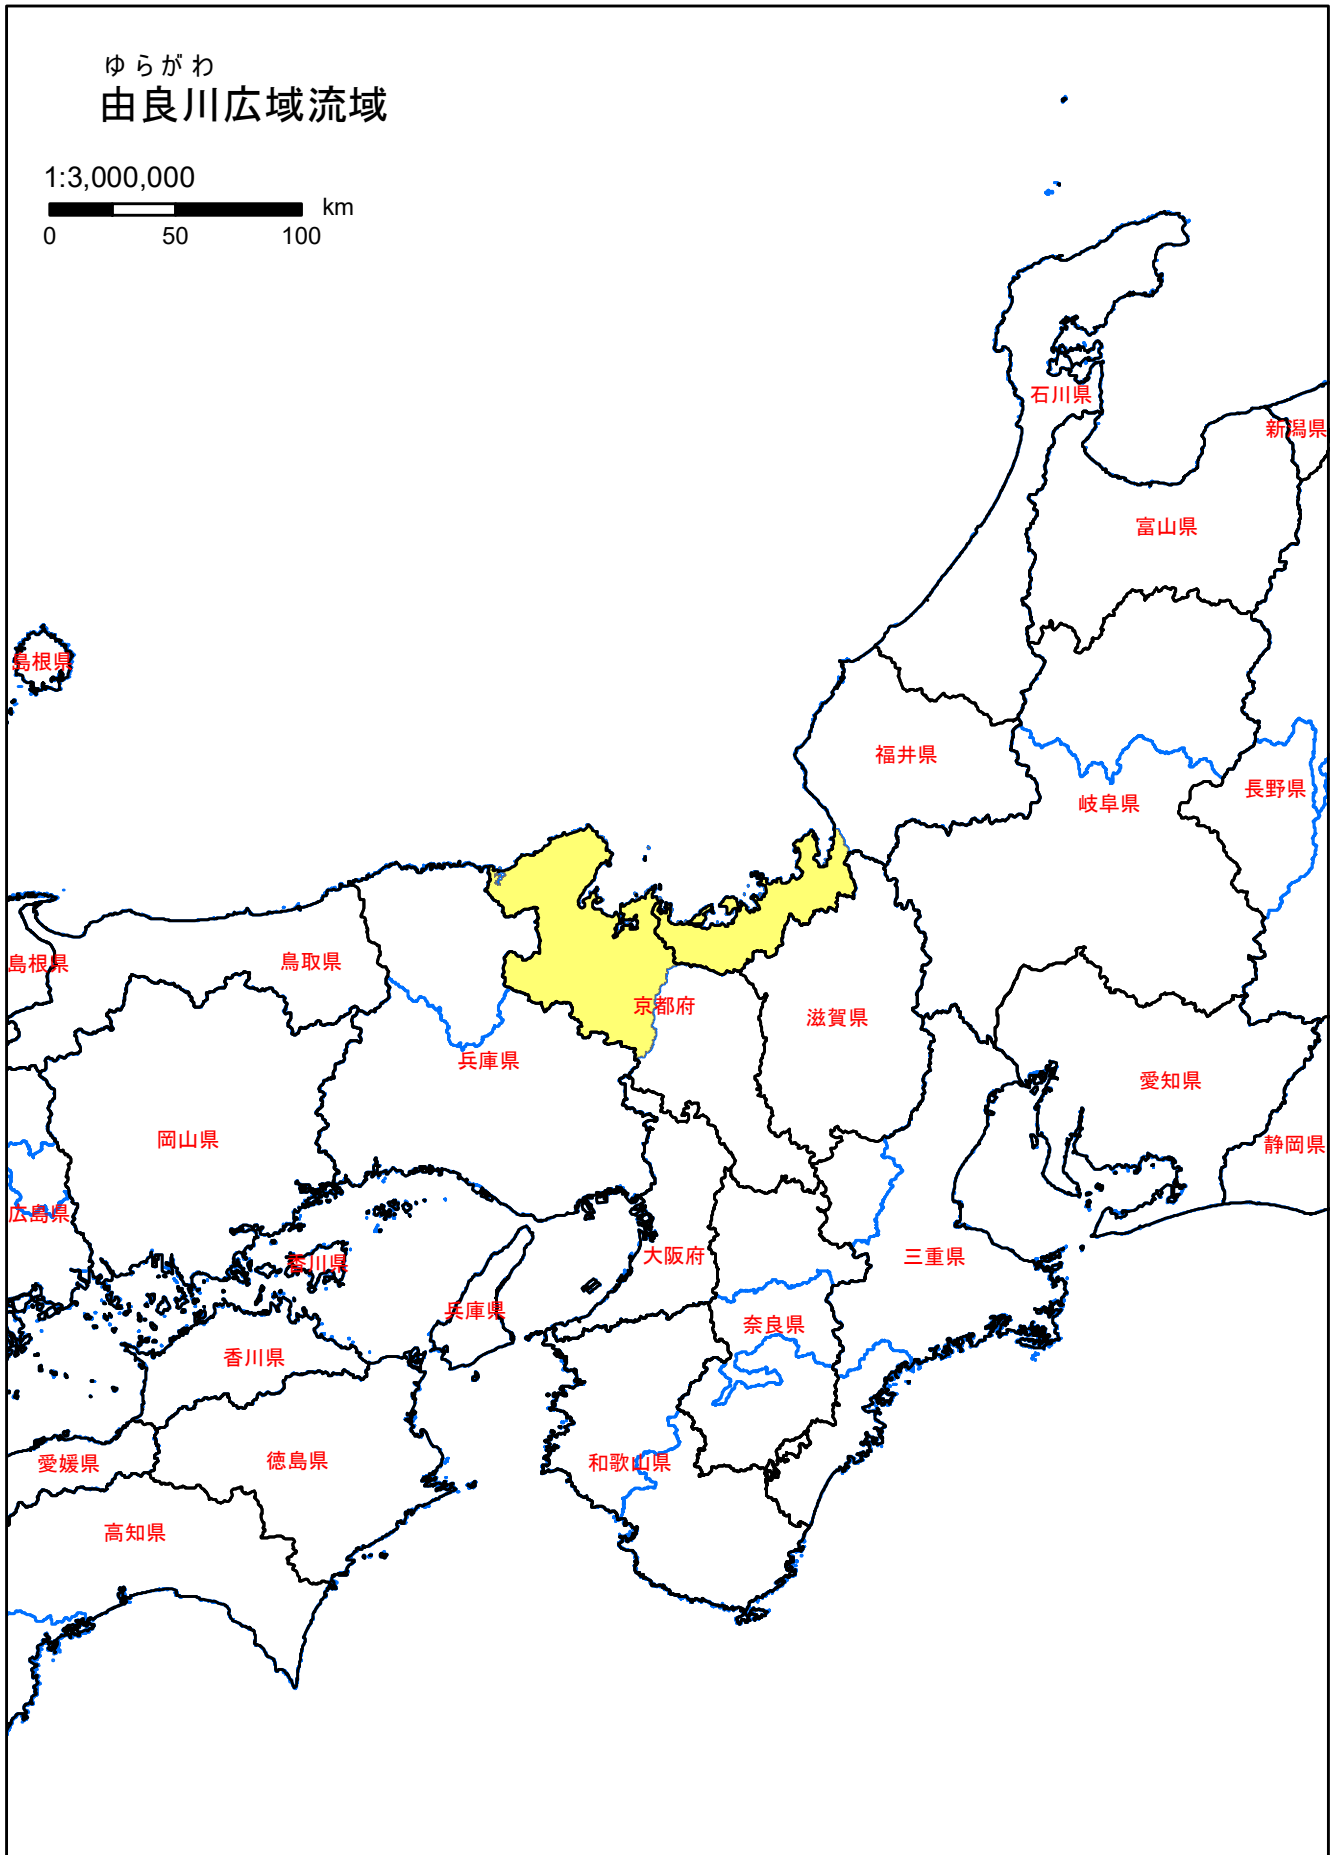 ゆらがわ
由良川広域流域
1:3,000,000
km
0 50 100
石川県
新潟県
富山県
島根県
福井県
長野県
岐阜県
島根県
鳥取県
京都府
滋賀県
兵庫県
愛知県
岡山県
静岡県
広島県
大阪府
三重県
香川県
兵庫県
奈良県
香川県
愛媛県
徳島県
和歌山県
高知県